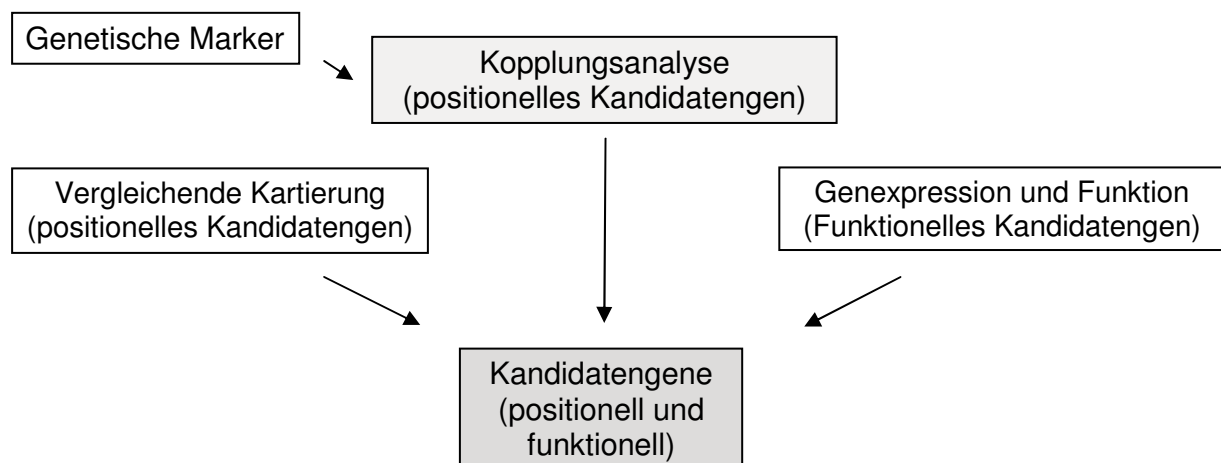 Genetische Marker
Kopplungsanalyse
(positionelles Kandidatengen)
Vergleichende Kartierung
(positionelles Kandidatengen)
Genexpression und Funktion
(Funktionelles Kandidatengen)
Kandidatengene
(positionell und
funktionell)